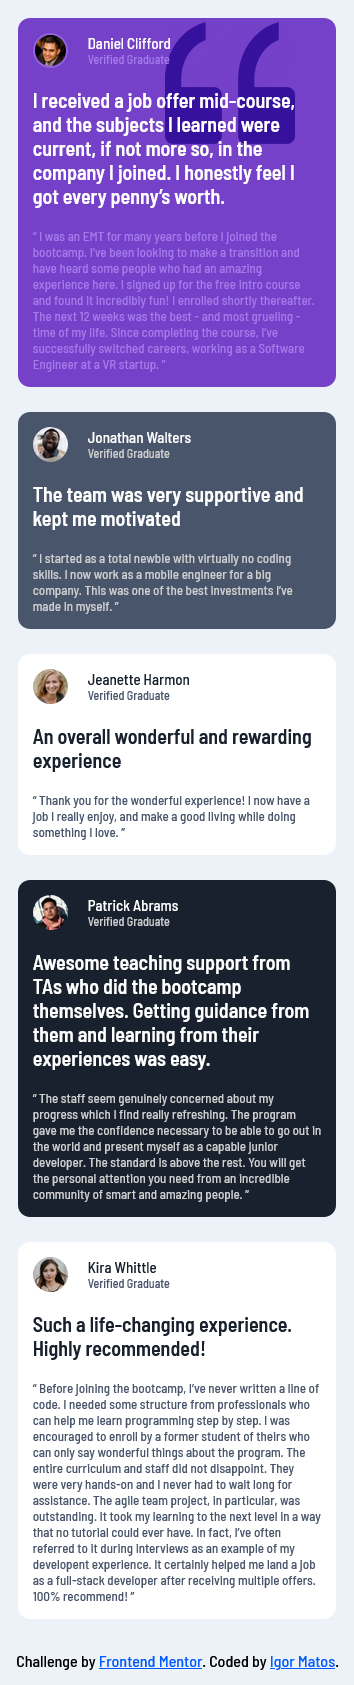 Daniel Clifford
Verified Graduate
I received a job offer mid-course,
and the subjects I learned were
current, if not more so, in the
company I joined. I honestly feel I
got every penny’s worth.
“ I was an EMT for many years before I joined the
bootcamp. I’ve been looking to make a transition and
have heard some people who had an amazing
experience here. I signed up for the free intro course
and found it incredibly fun! I enrolled shortly thereafter.
The next 12 weeks was the best - and most grueling -
time of my life. Since completing the course, I’ve
successfully switched careers, working as a Software
Engineer at a VR startup. ”
Jonathan Walters
Verified Graduate
The team was very supportive and
kept me motivated
“ I started as a total newbie with virtually no coding
skills. I now work as a mobile engineer for a big
company. This was one of the best investments I’ve
made in myself. ”
Jeanette Harmon
Verified Graduate
An overall wonderful and rewarding
experience
“ Thank you for the wonderful experience! I now have a
job I really enjoy, and make a good living while doing
something I love. ”
Patrick Abrams
Verified Graduate
Awesome teaching support from
TAs who did the bootcamp
themselves. Getting guidance from
them and learning from their
experiences was easy.
“ The staff seem genuinely concerned about my
progress which I find really refreshing. The program
gave me the confidence necessary to be able to go out in
the world and present myself as a capable junior
developer. The standard is above the rest. You will get
the personal attention you need from an incredible
community of smart and amazing people. ”
Kira Whittle
Verified Graduate
Such a life-changing experience.
Highly recommended!
“ Before joining the bootcamp, I’ve never written a line of
code. I needed some structure from professionals who
can help me learn programming step by step. I was
encouraged to enroll by a former student of theirs who
can only say wonderful things about the program. The
entire curriculum and staff did not disappoint. They
were very hands-on and I never had to wait long for
assistance. The agile team project, in particular, was
outstanding. It took my learning to the next level in a way
that no tutorial could ever have. In fact, I’ve often
referred to it during interviews as an example of my
developent experience. It certainly helped me land a job
as a full-stack developer after receiving multiple offers.
100% recommend! ”
Challenge by Frontend Mentor. Coded by Igor Matos.